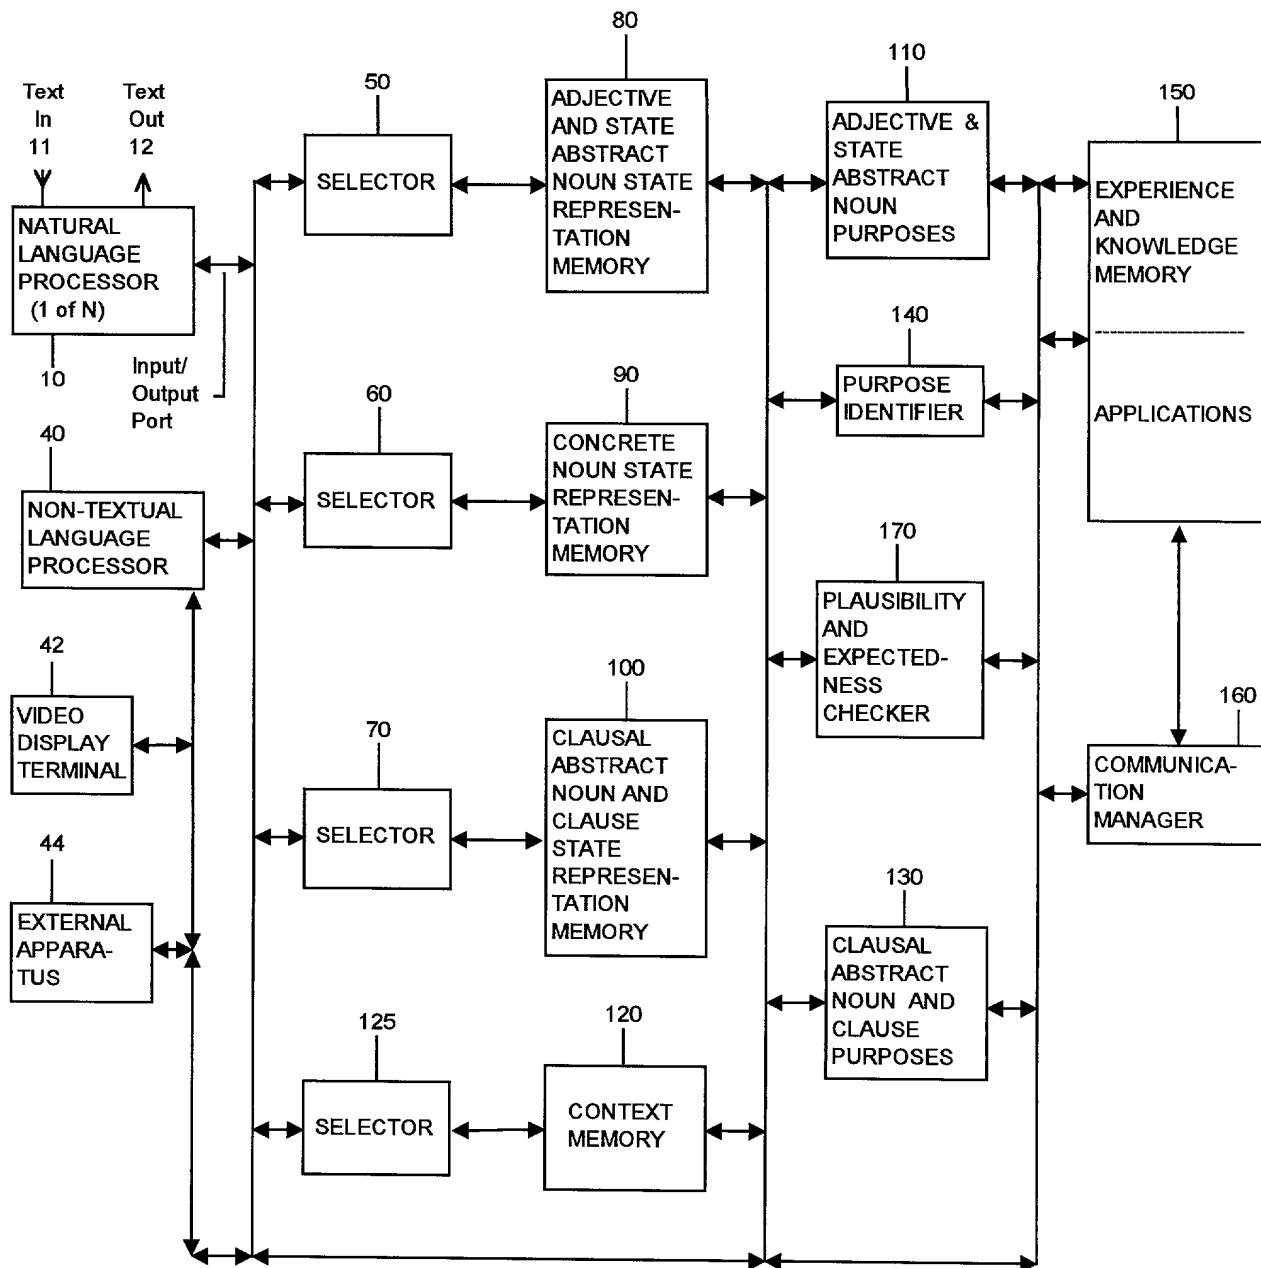 80
110
50
150
Text
In
11
Text
Out
12
ADJECTIVE
AND STATE
ABSTRACT
NOUN STATE
REPRESEN-
TATION
MEMORY
ADJECTIVE &
STATE
ABSTRACT
NOUN
PURPOSES
SELECTOR
EXPERIENCE
AND
KNOWLEDGE
MEMORY
APPLICATIONS
NATURAL
LANGUAGE
PROCESSOR
(1 of N)
10
Input/
Output
Port
140
PURPOSE
IDENTIFIER
60
90
SELECTOR
CONCRETE
NOUN STATE
REPRESEN-
TATION
MEMORY
40
NON-TEXTUAL
LANGUAGE
PROCESSOR
170
PLAUSIBILITY
AND
EXPECTED-
NESS
CHECKER
42
VIDEO
DISPLAY
TERMINAL
70
100
SELECTOR
CLAUSAL
ABSTRACT
NOUN AND
CLAUSE
STATE
REPRESEN-
TATION
MEMORY
160
COMMUNICA-
TION
MANAGER
44
EXTERNAL
APPARA-
TUS
130
CLAUSAL
ABSTRACT
NOUN AND
CLAUSE
PURPOSES
125
120
SELECTOR
CONTEXT
MEMORY